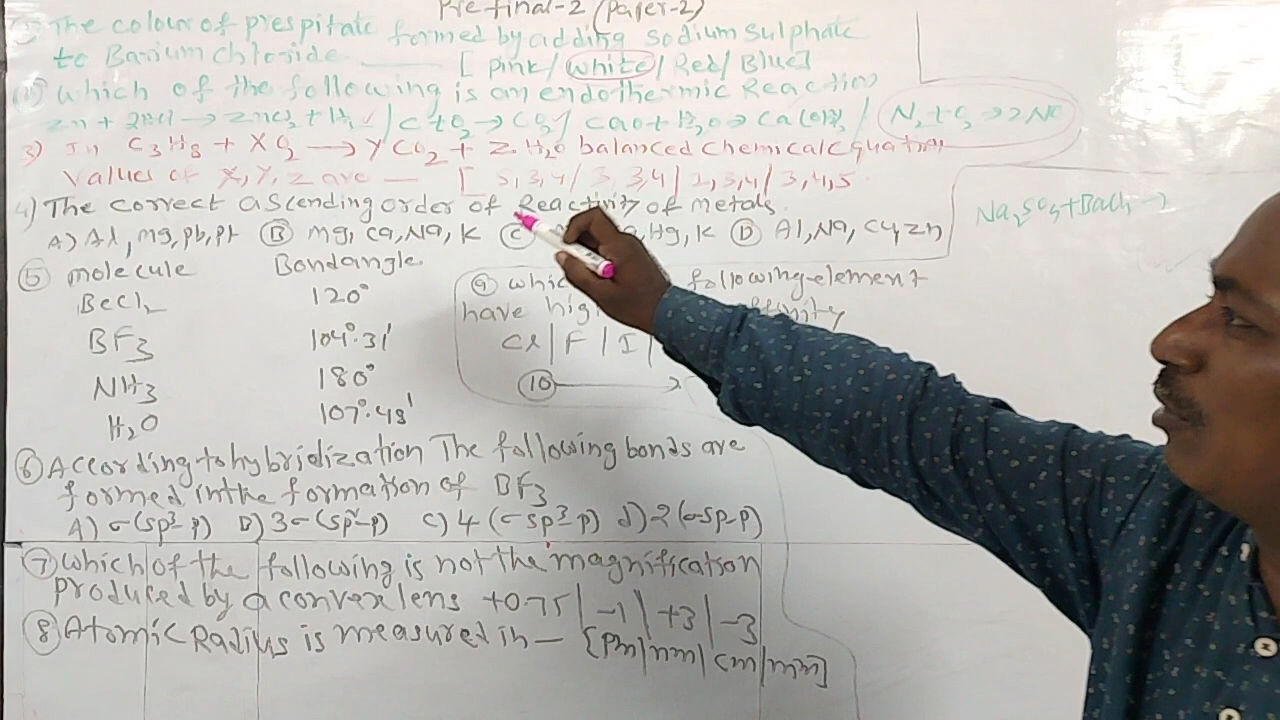 Pre final-2 (Paper-2)
1) The colour of prespitate formed by adding Sodium Sulphate
to Barium Chloride. [ Pink/ White/ Red/ Blue]
which of the following is an endothermic Reaction
Zn + 2HCl → ZnCl2 + H2 / C+O2 → CO2 / CaO+H2O → Ca(OH)2 / N2+O2 → 2NO
3) In C3H8 + XO2 → YCO2 + Z.H2O balanced chemical equation
Values of X, Y, Z are — [ 5,3,4/ 3,3,4/ 2,3,4/ 3,4,5
4) The correct ascending order of Reactivity of metals.
Na2SO4+BaCl2 →
A) Al, Mg, Pb, Pt B Mg, Ca, Na, K C Hg, K D Al, Na, Cu, Zn
5 molecule Bondangle
BeCl2 120°
BF3 104°.31'
NH3 180°
H2O 107°.48'
9 following element
have
Cl / F / I /
10 →
6 According to hybridization The following bonds are
formed in the formation of BF3
A) σ(sp3-p) B) 3σ(sp2-p) C) 4(σsp3-p) d) 2(σsp-p)
7 Which of the following is not the magnification
produced by a convex lens +0.75 / -1 / +3 / -3
8 Atomic Radius is measured in — [Pm/nm/cm/mm]